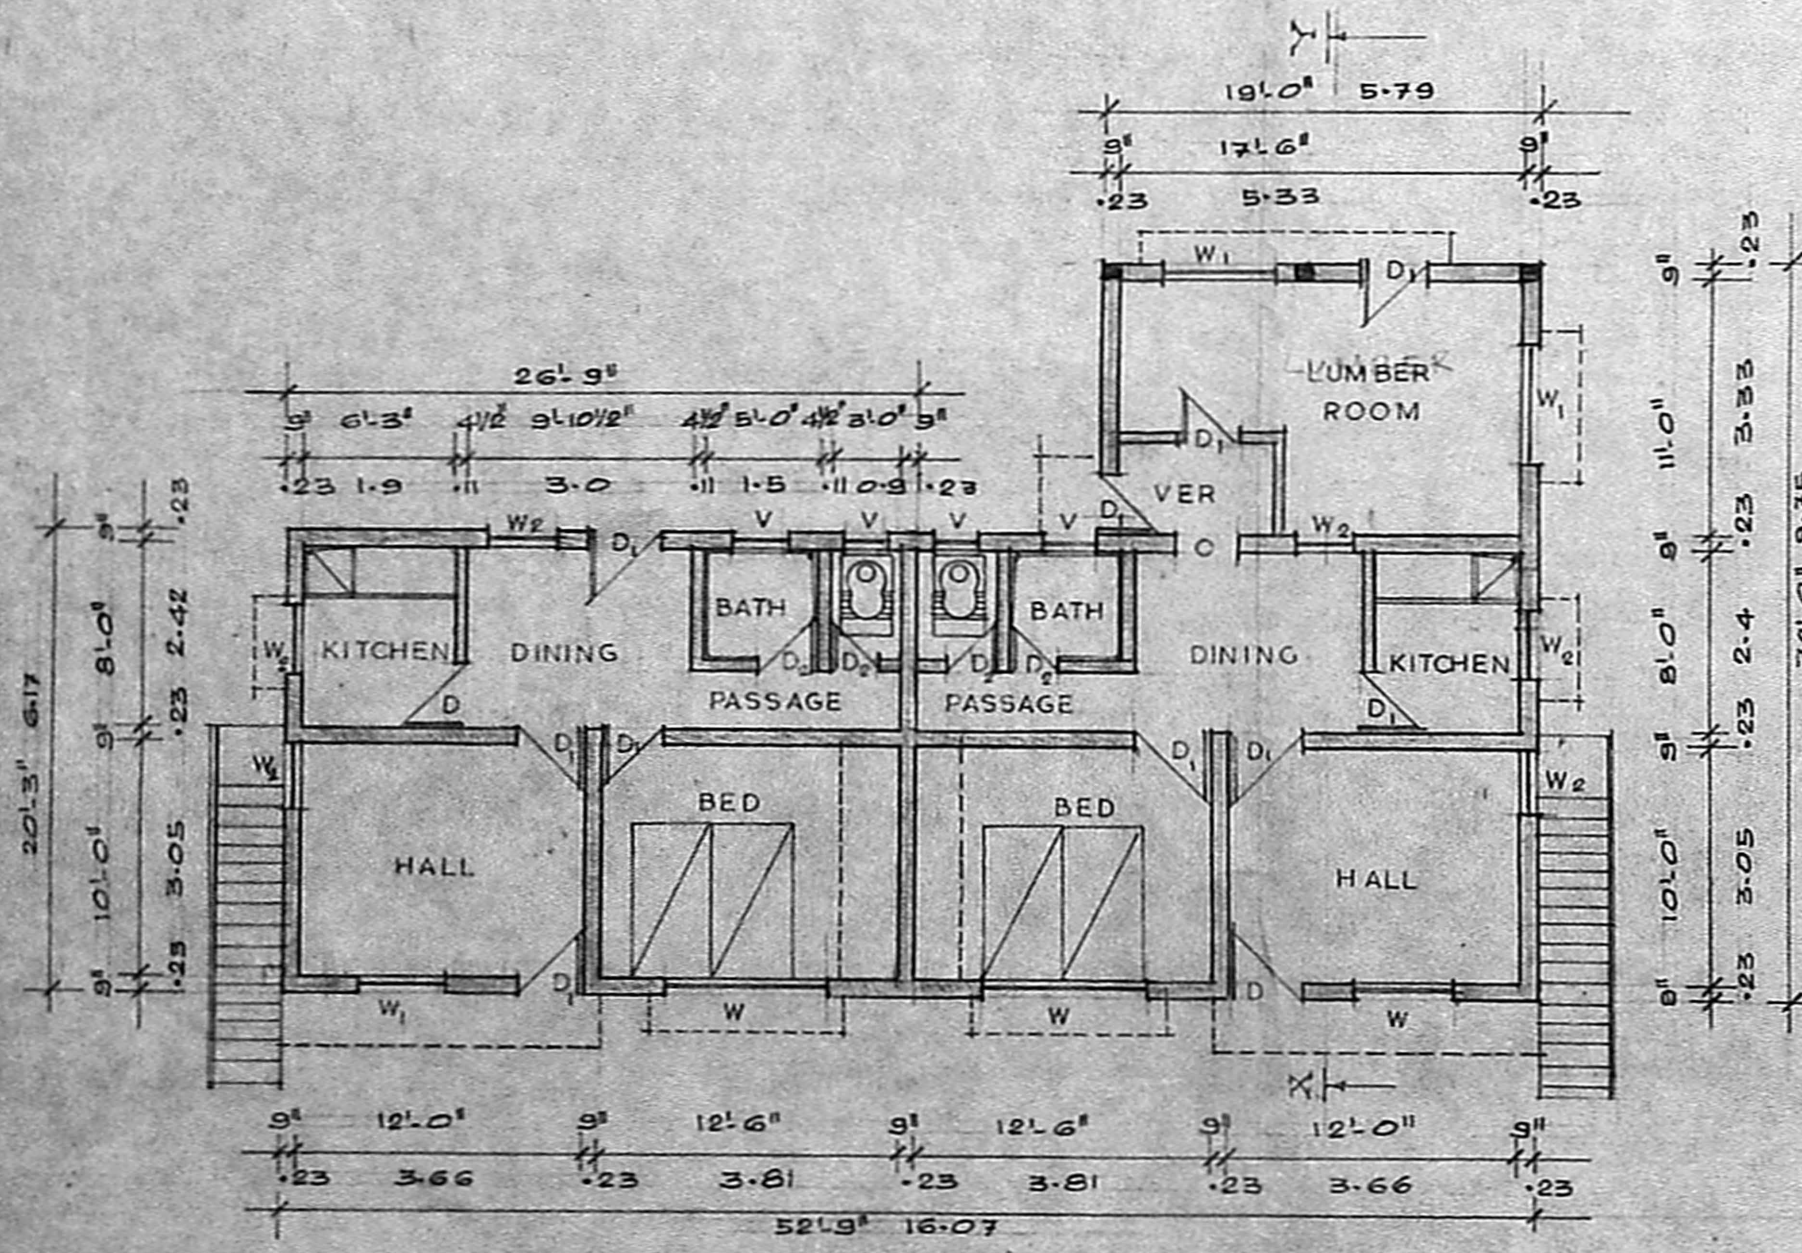 Y
19'-0" 5.79
9" 17'-6" 9"
.23 5.33 .23
W1 D1
9" .23
26'-9"
9" 6'-3" 4½" 9'-10½" 4½" 5'-0" 4½" 3'-0" 9"
.23 1.9 .11 3.0 .11 1.5 .11 0.9 .23
LUMBER
ROOM
W1
11'-0" 3.33
D1
VER
D1
9" .23
W2 D1 V V V V O W2
9" .23
8'-0" 2.42
20'-3" 6.17
W2 KITCHEN DINING BATH BATH DINING KITCHEN W2
8'-0" 2.4
D2 D2 D2 D2
D PASSAGE PASSAGE D1
9" .23
D1 D1 D1 D1
9" .23
W2 W2
BED BED
HALL HALL
10'-0" 3.05
10'-0" 3.05
D1 D
9" .23
9" .23
W1 W W W
X
9" 12'-0" 9" 12'-6" 9" 12'-6" 9" 12'-0" 9"
.23 3.66 .23 3.81 .23 3.81 .23 3.66 .23
52'-9" 16.07